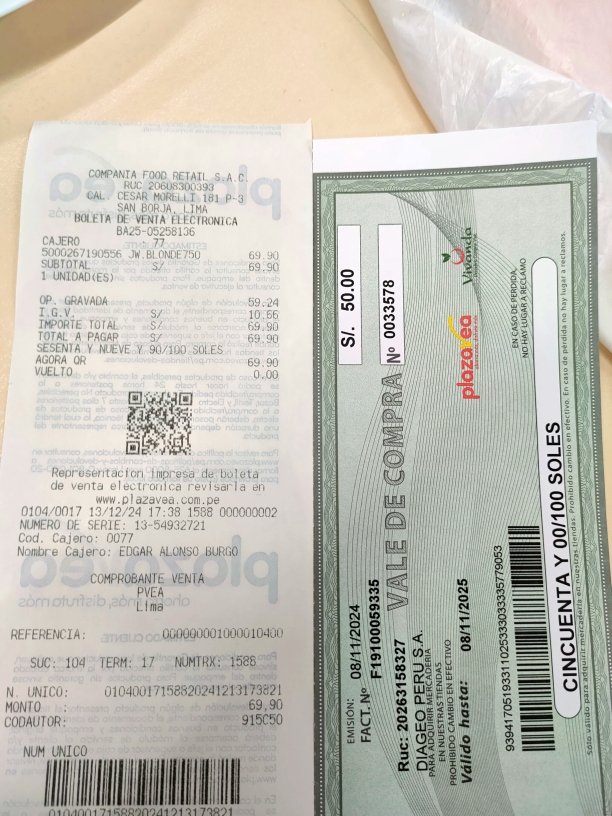 COMPANIA FOOD RETAIL S.A.C.
RUC 20608300393
CAL. CESAR MORELLI 181 P-3
SAN BORJA, LIMA
BOLETA DE VENTA ELECTRONICA
BA25-05258136
CAJERO 77
5000267190556 JW.BLONDE750 69.90
SUBTOTAL S/ 69.90
1 UNIDAD(ES)
OP. GRAVADA 59.24
I.G.V. S/ 10.66
IMPORTE TOTAL S/ 69.90
TOTAL A PAGAR S/ 69.90
SESENTA Y NUEVE Y 90/100 SOLES
AGORA QR 69.90
VUELTO 0.00
Representacion impresa de boleta
de venta electronica revisarla en
www.plazavea.com.pe
0104/0017 13/12/24 17:38 1588 000000002
NUMERO DE SERIE: 13-54932721
Cod. Cajero: 0077
Nombre Cajero: EDGAR ALONSO BURGO
COMPROBANTE VENTA
PVEA
Lima
REFERENCIA: 0000000001000010400
SUC: 104 TERM: 17 NUMTRX: 1588
N. UNICO: 01040017158820241213173821
MONTO : 69,90
CODAUTOR: 915C50
NUM UNICO
01040017158820241213173821
S/. 50.00
Nº 0033578
VALE DE COMPRA
plazavea
Vivanda
EN CASO DE PERDIDA,
NO HAY LUGAR A RECLAMO
EMISIÓN: 08/11/2024
FACT. Nº F19100059335
Ruc: 20263158327
DIAGEO PERU S.A.
PARA ADQUIRIR MERCADERÍA
EN NUESTRAS TIENDAS
PROHIBIDO CAMBIO EN EFECTIVO
Válido hasta: 08/11/2025
93941705193311025333033335779053
CINCUENTA Y 00/100 SOLES
Sólo válido para adquirir mercadería en nuestras tiendas. Prohibido cambio en efectivo. En caso de pérdida no hay lugar a reclamos.